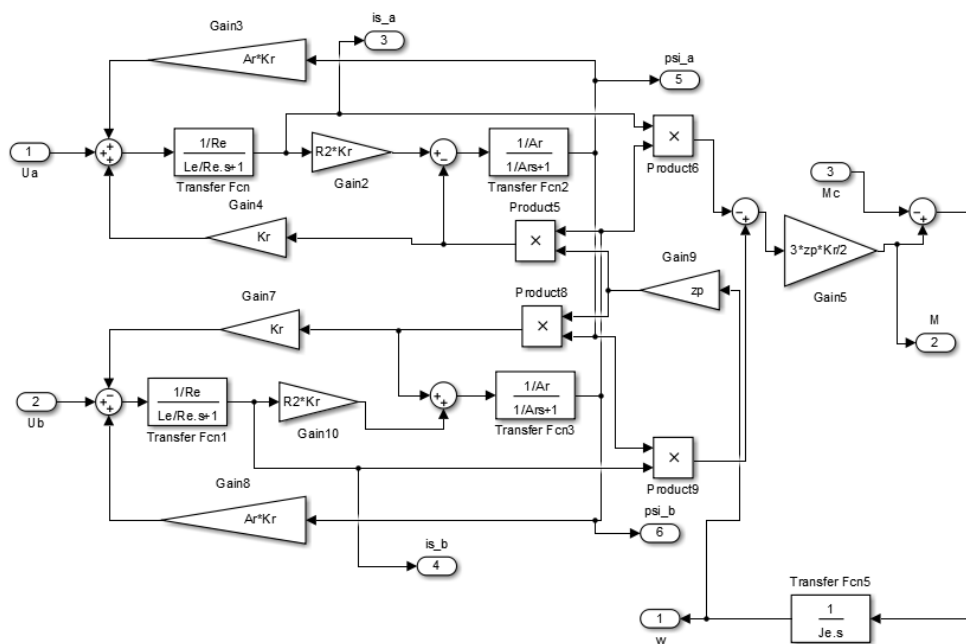 Gain3
Ar*Kr
is_a
3
psi_a
5
1
Ua
+
+
+
1/Re
Le/Re.s+1
Transfer Fcn
R2*Kr
Gain2
+
−
1/Ar
1/Ars+1
Transfer Fcn2
×
Product6
Gain4
Kr
Product5
×
3
Mc
−
+
−
+
3*zp*Kr/2
Gain5
Gain9
zp
Gain7
Kr
Product8
×
M
2
2
Ub
−
+
+
1/Re
Le/Re.s+1
Transfer Fcn1
R2*Kr
Gain10
+
+
1/Ar
1/Ars+1
Transfer Fcn3
×
Product9
Gain8
Ar*Kr
psi_b
6
is_b
4
Transfer Fcn5
1
Je.s
1
w